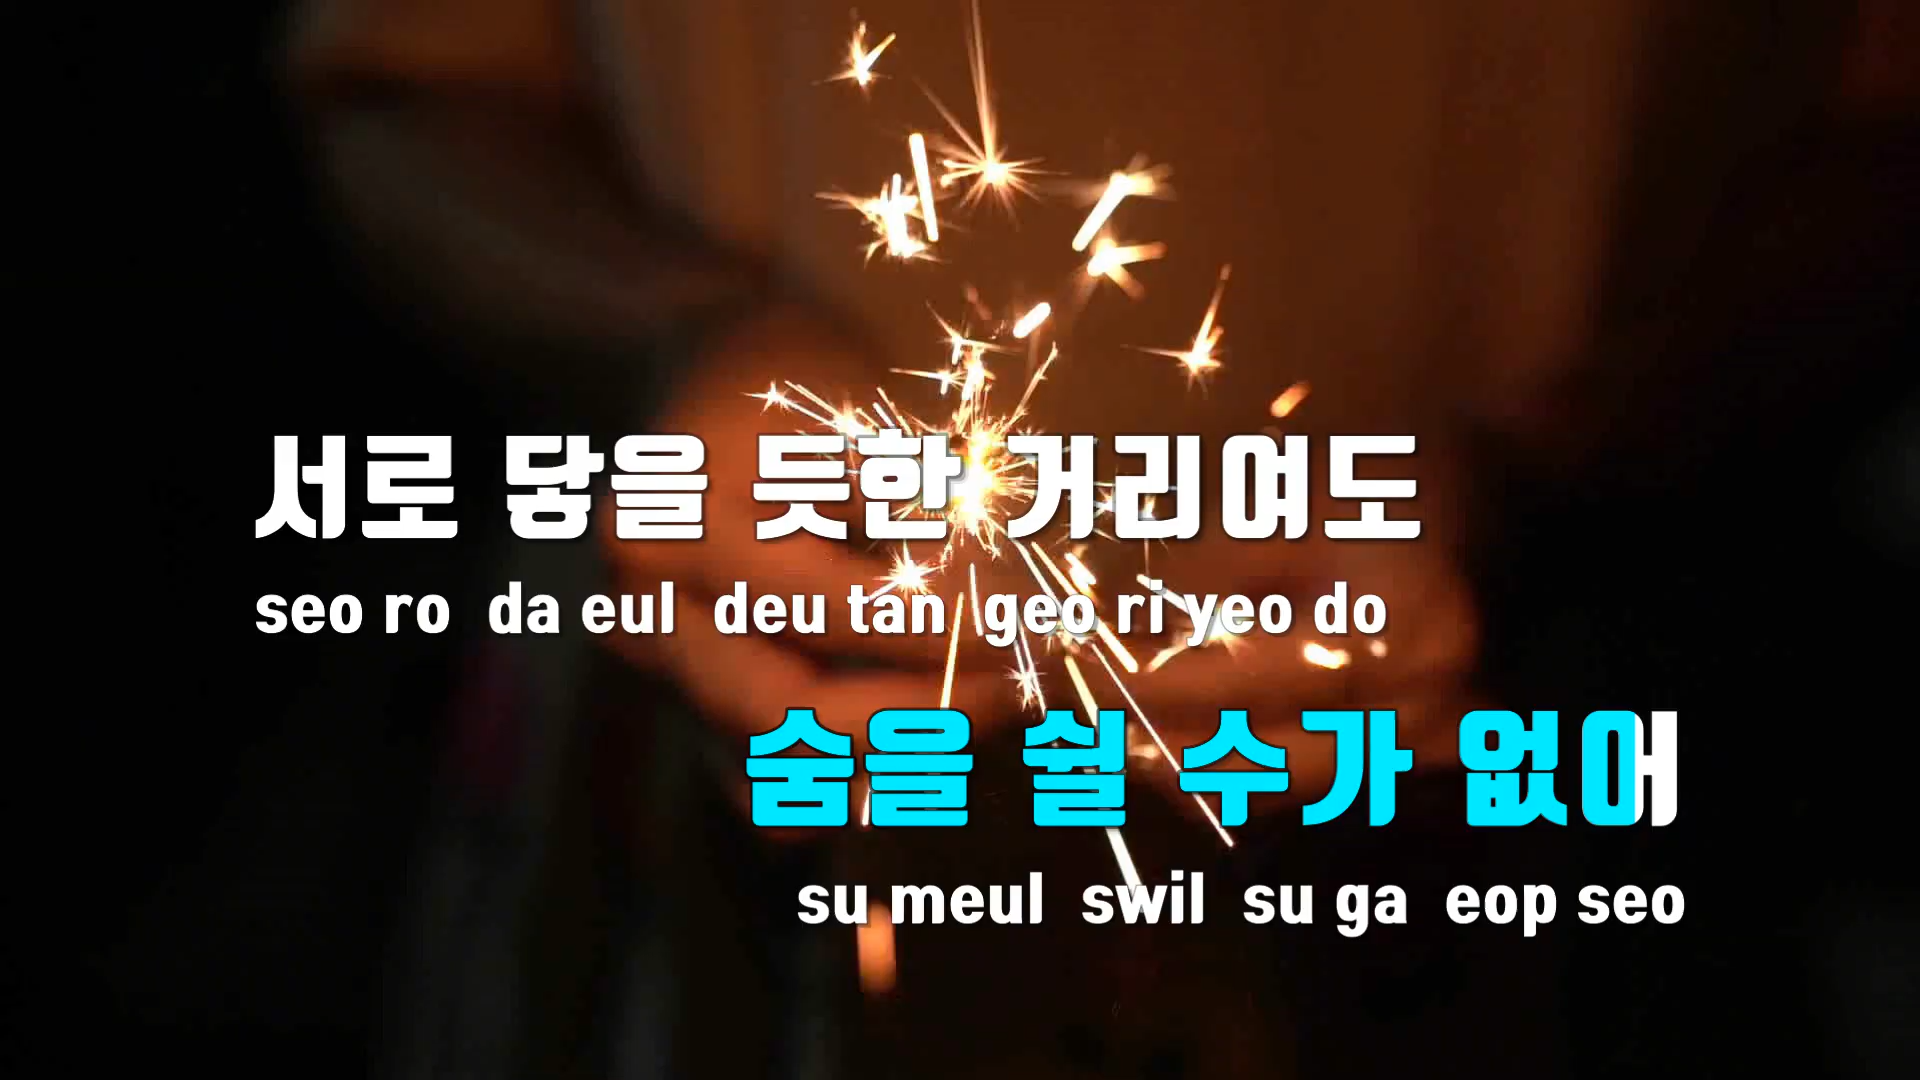 서로 닿을 듯한 거리여도
seo ro da eul deu tan geo ri yeo do
숨을 쉴 수가 없어
su meul swil su ga eop seo